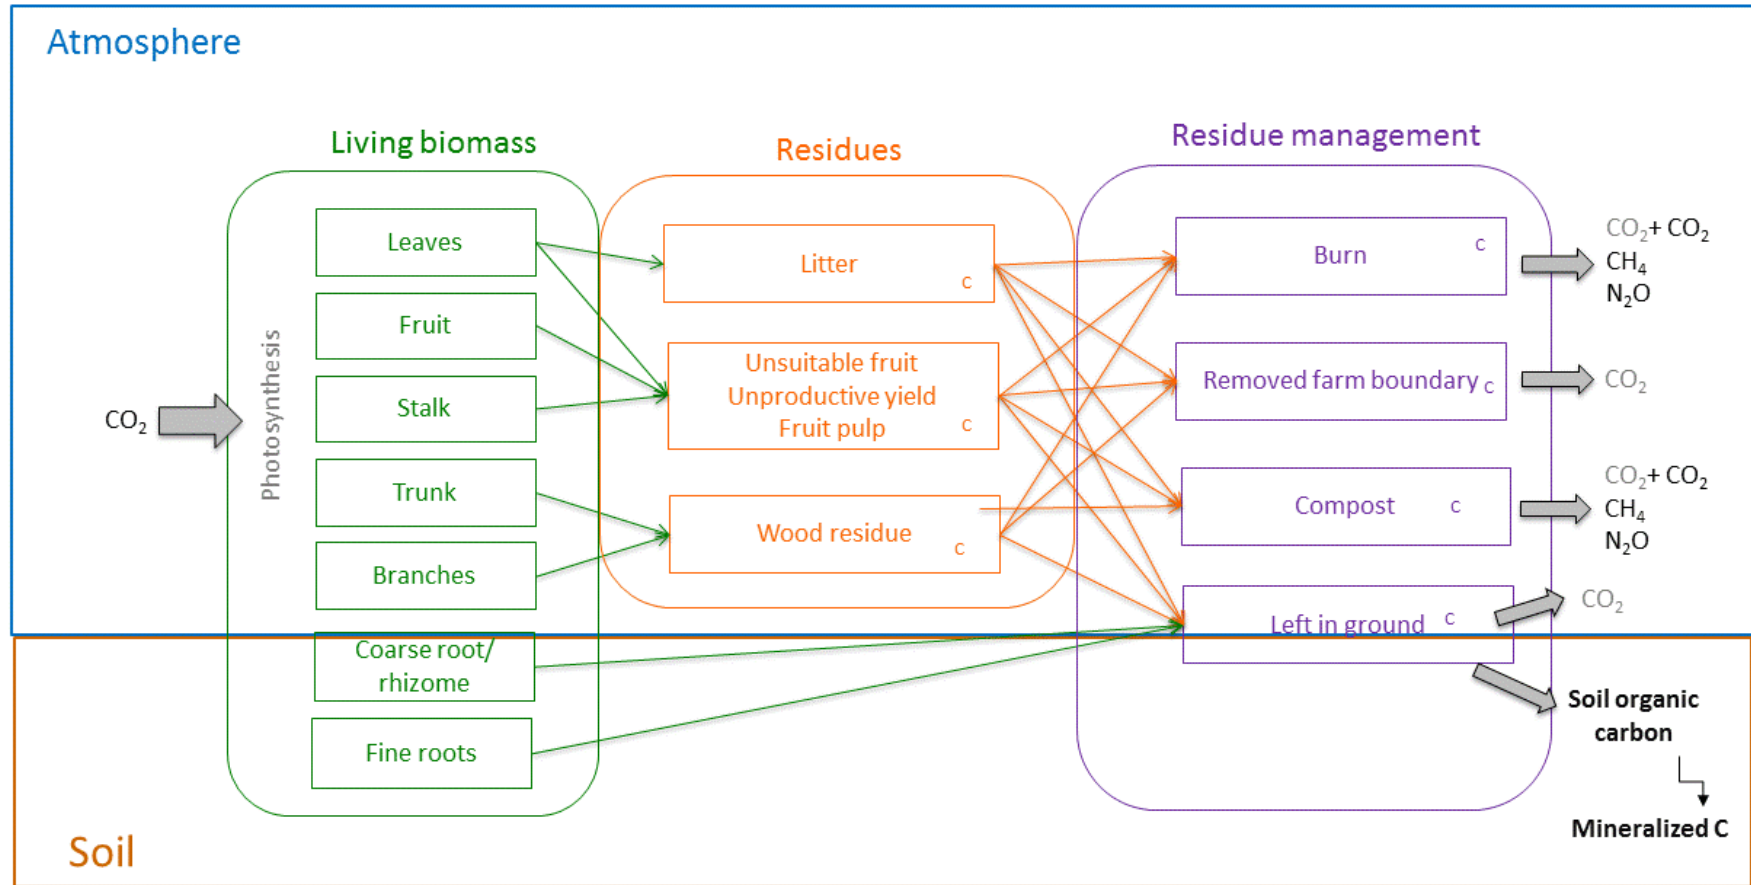 Atmosphere
Living biomass
Residues
Residue management
CO₂
Photosynthesis
Leaves
Fruit
Stalk
Trunk
Branches
Coarse root/
rhizome
Fine roots
Litter
C
Unsuitable fruit
Unproductive yield
Fruit pulp
C
Wood residue
C
Burn
C
Removed farm boundary
C
Compost
C
Left in ground
C
CO₂+ CO₂
CH₄
N₂O
CO₂
CO₂+ CO₂
CH₄
N₂O
CO₂
Soil organic
carbon
Mineralized C
Soil